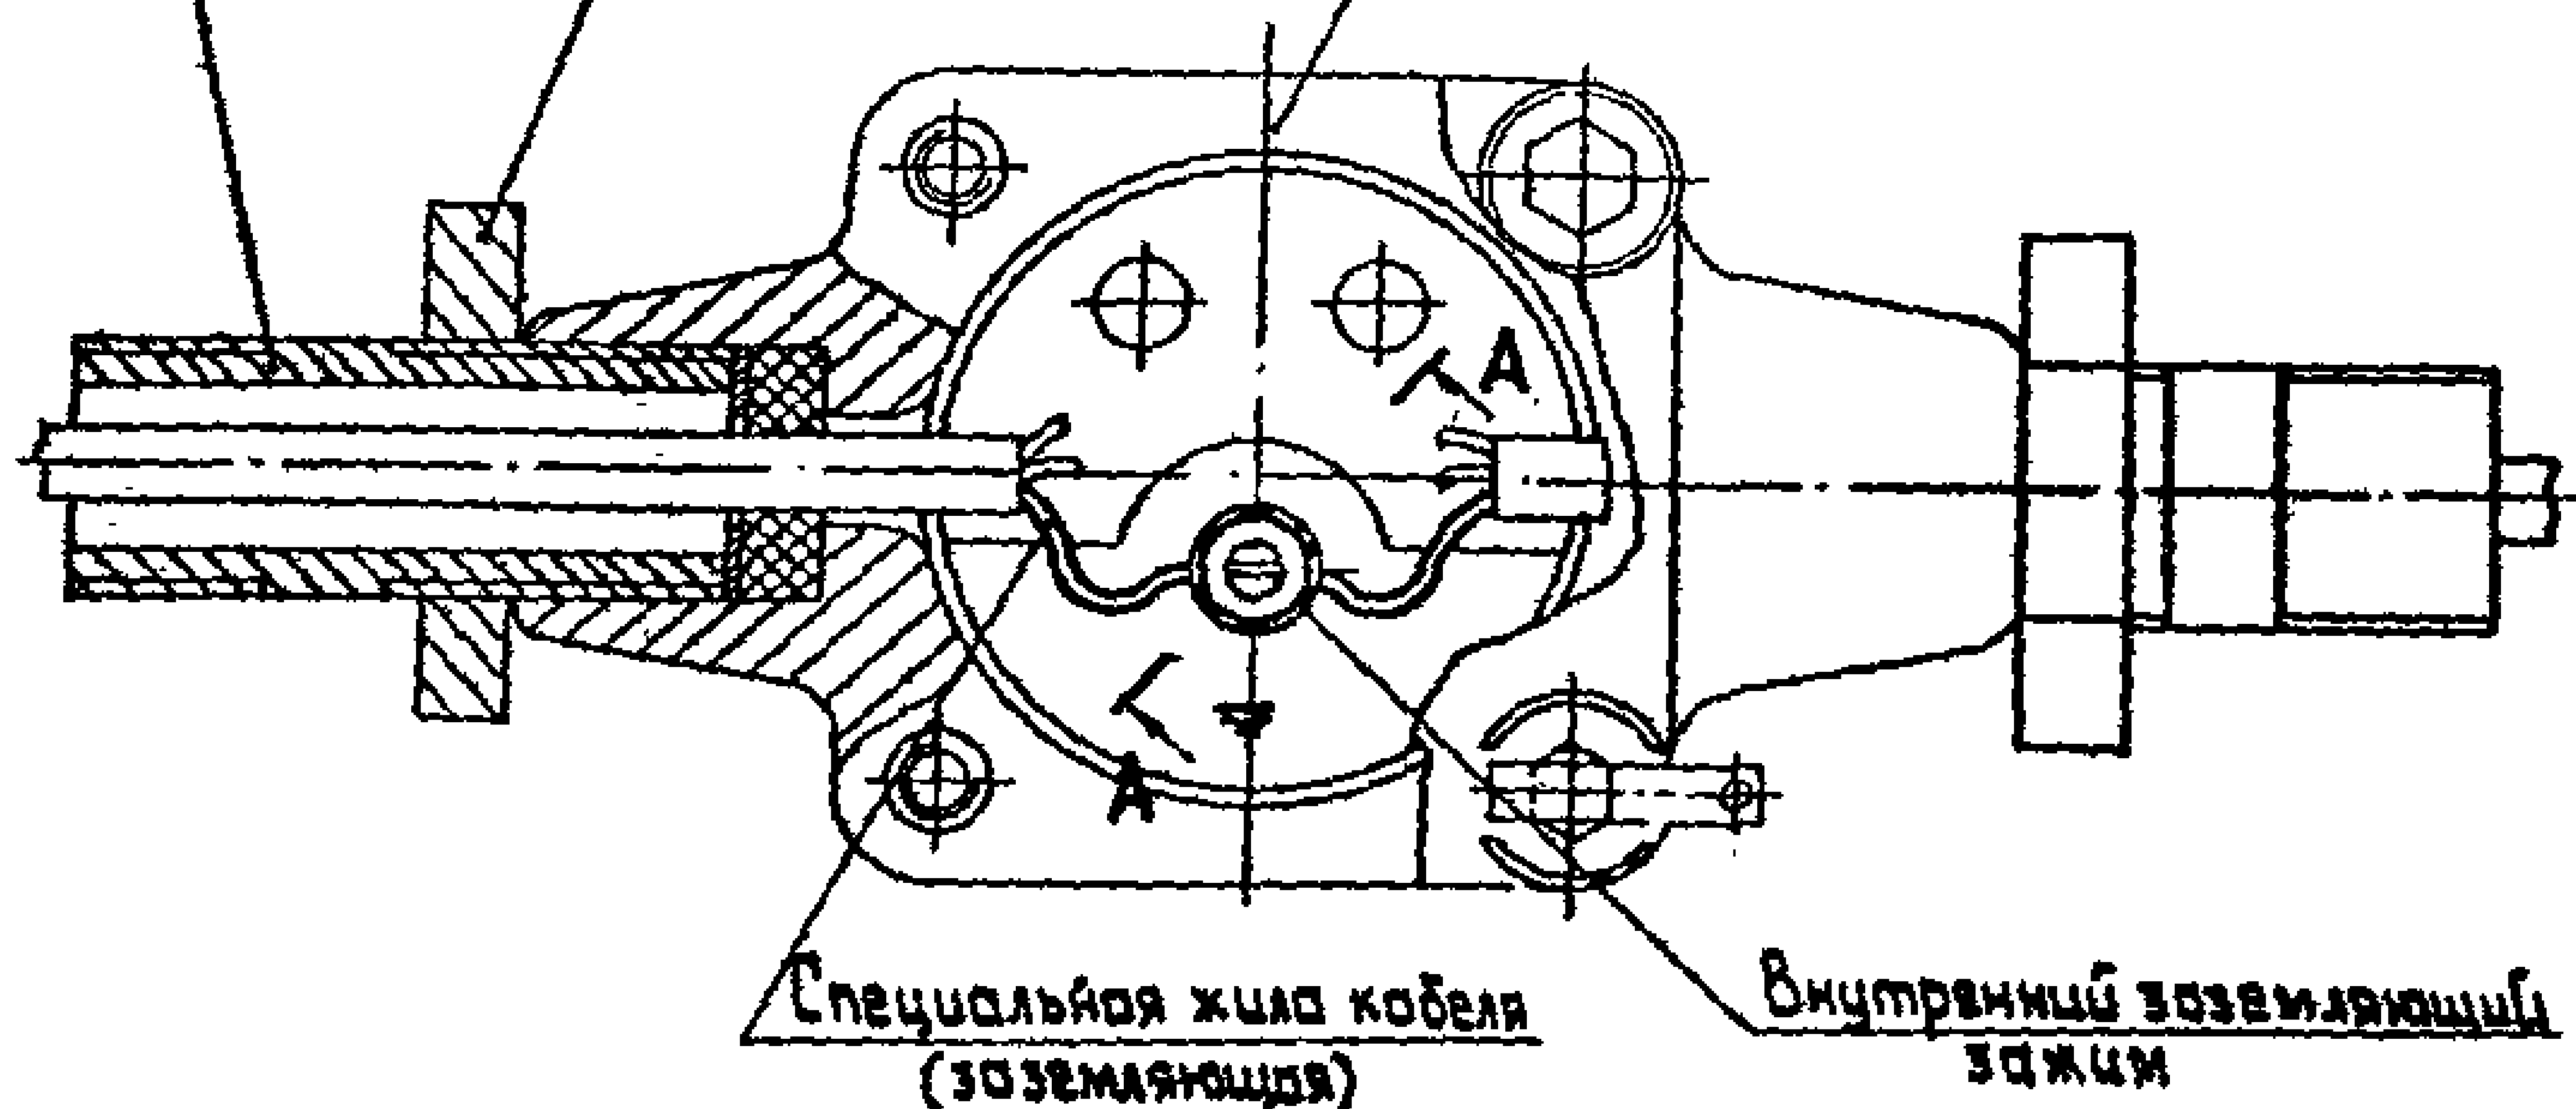 А
А
Специальная жила кабеля
(заземляющая)
Внутренний заземляющий
зажим